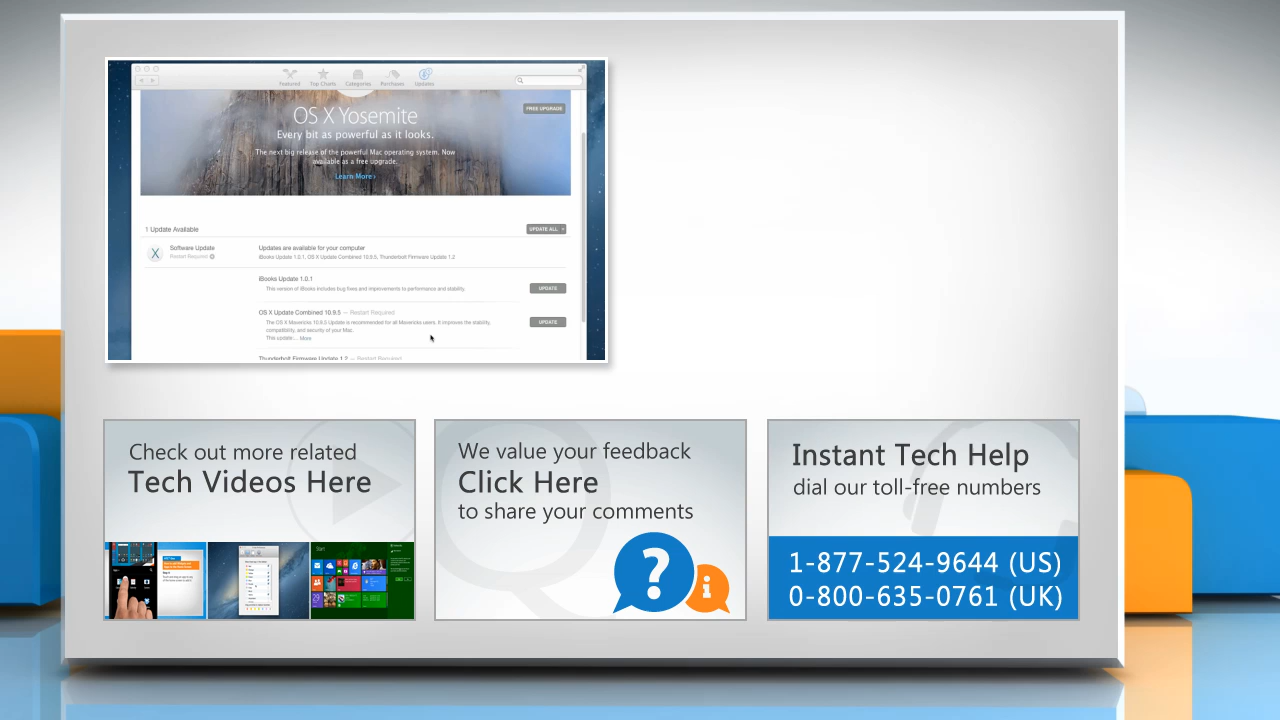 Featured Top Charts Categories Purchases Updates
OS X Yosemite
FREE UPGRADE
Every bit as powerful as it looks.
The next big release of the powerful Mac operating system. Now
available as a free upgrade.
Learn More ›
1 Update Available
UPDATE ALL
Software Update
Restart Required
Updates are available for your computer
iBooks Update 1.0.1, OS X Update Combined 10.9.5, Thunderbolt Firmware Update 1.2
iBooks Update 1.0.1
This version of iBooks includes bug fixes and improvements to performance and stability.
UPDATE
OS X Update Combined 10.9.5 — Restart Required
The OS X Mavericks 10.9.5 Update is recommended for all Mavericks users. It improves the stability,
compatibility, and security of your Mac.
This update:... More
UPDATE
Thunderbolt Firmware Update 1.2 — Restart Required
Check out more related
Tech Videos Here
Start
We value your feedback
Click Here
to share your comments
? i
Instant Tech Help
dial our toll-free numbers
1-877-524-9644 (US)
0-800-635-0761 (UK)